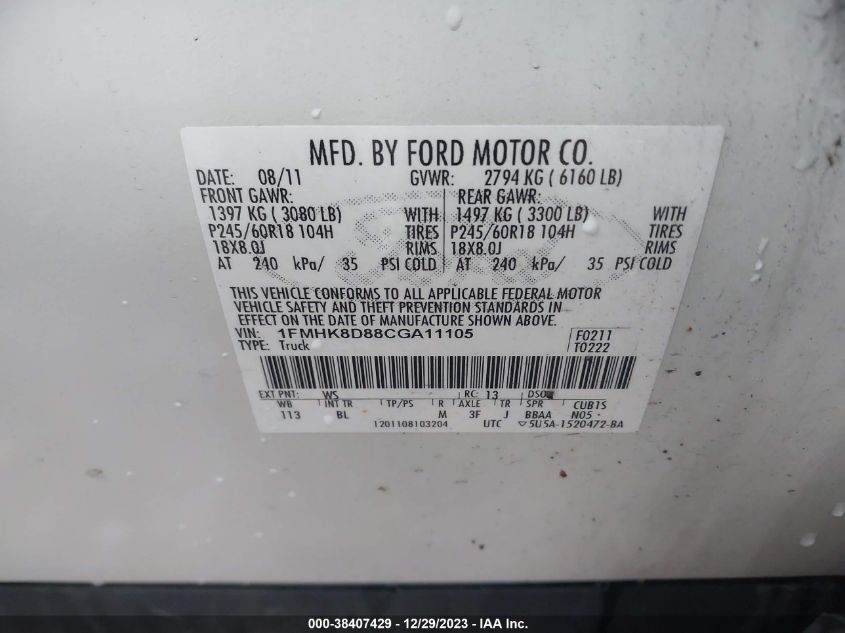 MFD. BY FORD MOTOR CO.
DATE: 08/11 GVWR: 2794 KG ( 6160 LB)
FRONT GAWR: REAR GAWR:
1397 KG ( 3080 LB) WITH 1497 KG ( 3300 LB) WITH
P245/60R18 104H TIRES P245/60R18 104H TIRES
18X8.0J RIMS 18X8.0J RIMS
AT 240 kPa/ 35 PSI COLD AT 240 kPa/ 35 PSI COLD
THIS VEHICLE CONFORMS TO ALL APPLICABLE FEDERAL MOTOR
VEHICLE SAFETY AND THEFT PREVENTION STANDARDS IN
EFFECT ON THE DATE OF MANUFACTURE SHOWN ABOVE.
VIN: 1FMHK8D88CGA11105 F0211
TYPE: Truck T0222
EXT PNT: WS RC: 13 DSO:
WB INT TR TP/PS R AXLE TR SPR CUB1S
113 BL M 3F J BBAA N05
1201108103204 UTC ▽5U5A-1520472-BA
000-38407429 - 12/29/2023 - IAA Inc.